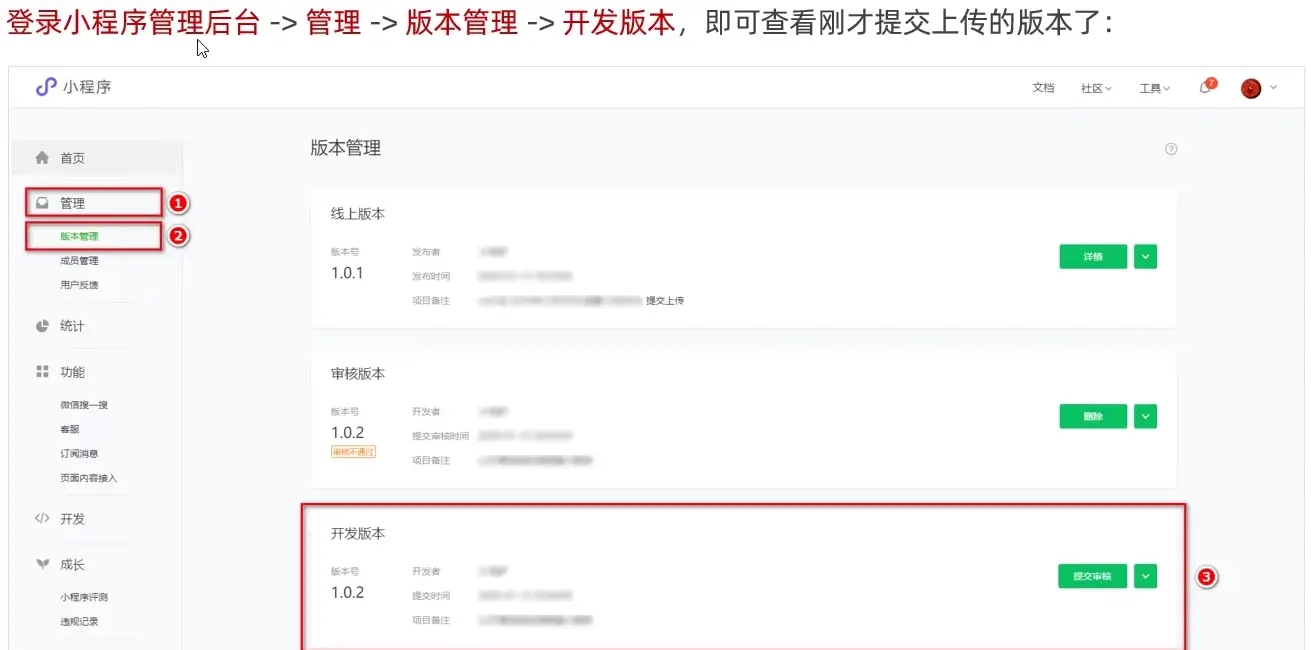 登录小程序管理后台 -> 管理 -> 版本管理 -> 开发版本，即可查看刚才提交上传的版本了：
小程序
文档 社区 工具 7
首页
管理 1
版本管理 2
成员管理
用户反馈
统计
功能
微信搜一搜
客服
订阅消息
页面内容接入
开发
成长
小程序评测
违规记录
版本管理 ?
线上版本
版本号 发布者
1.0.1 发布时间 详情
项目备注 提交上传
审核版本
版本号 开发者
1.0.2 提交审核时间 删除
审核不通过 项目备注
开发版本
版本号 开发者
1.0.2 提交时间 提交审核 3
项目备注